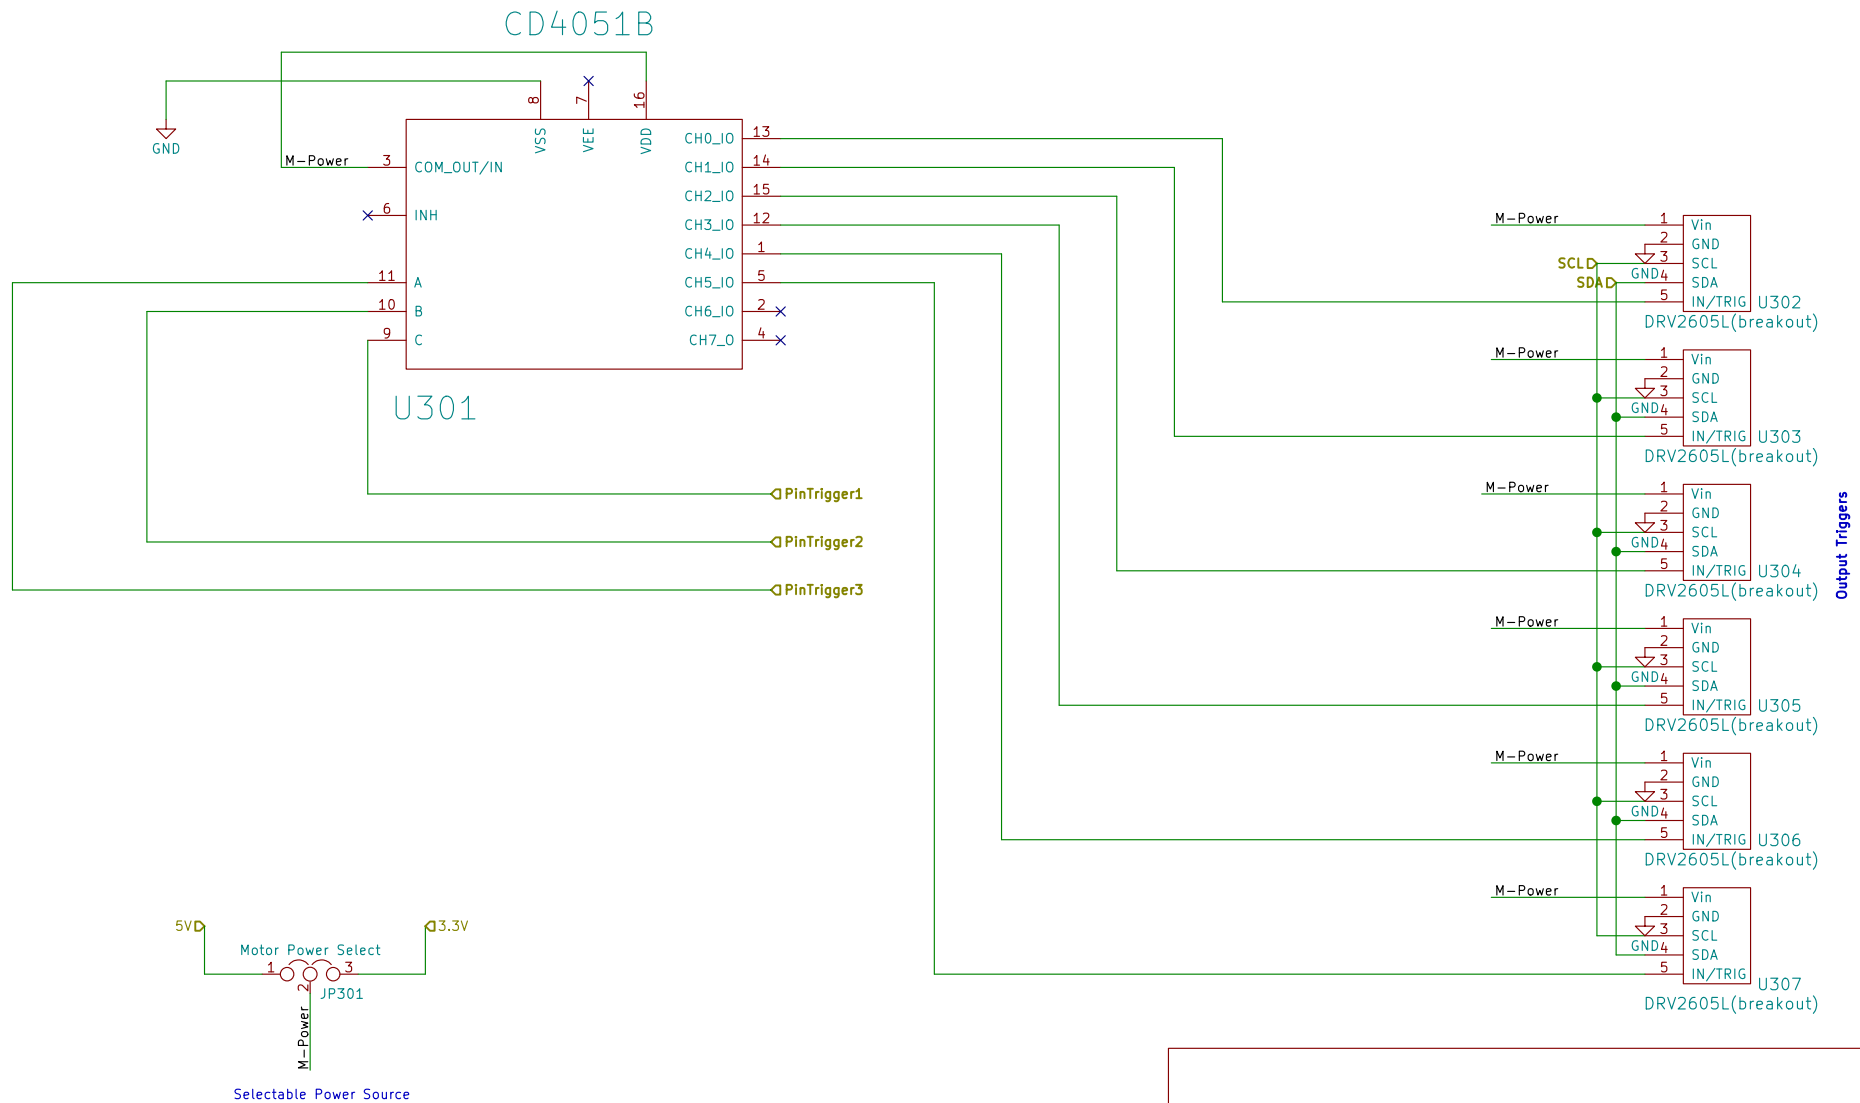 CD4051B
8
7
16
VSS
VEE
VDD
GND
M-Power
3
COM_OUT/IN
6
INH
11
A
10
B
9
C
CH0_IO
13
CH1_IO
14
CH2_IO
15
CH3_IO
12
CH4_IO
1
CH5_IO
5
CH6_IO
2
CH7_O
4
U301
PinTrigger1
PinTrigger2
PinTrigger3
SCL
SDA
M-Power
1
Vin
2
GND
3
SCL
GND
4
SDA
5
IN/TRIG
U302
DRV2605L(breakout)
M-Power
1
Vin
2
GND
3
SCL
GND
4
SDA
5
IN/TRIG
U303
DRV2605L(breakout)
M-Power
1
Vin
2
GND
3
SCL
GND
4
SDA
5
IN/TRIG
U304
DRV2605L(breakout)
Output Triggers
M-Power
1
Vin
2
GND
3
SCL
GND
4
SDA
5
IN/TRIG
U305
DRV2605L(breakout)
M-Power
1
Vin
2
GND
3
SCL
GND
4
SDA
5
IN/TRIG
U306
DRV2605L(breakout)
M-Power
1
Vin
2
GND
3
SCL
GND
4
SDA
5
IN/TRIG
U307
DRV2605L(breakout)
5V
3.3V
Motor Power Select
1
3
2
JP301
M-Power
Selectable Power Source